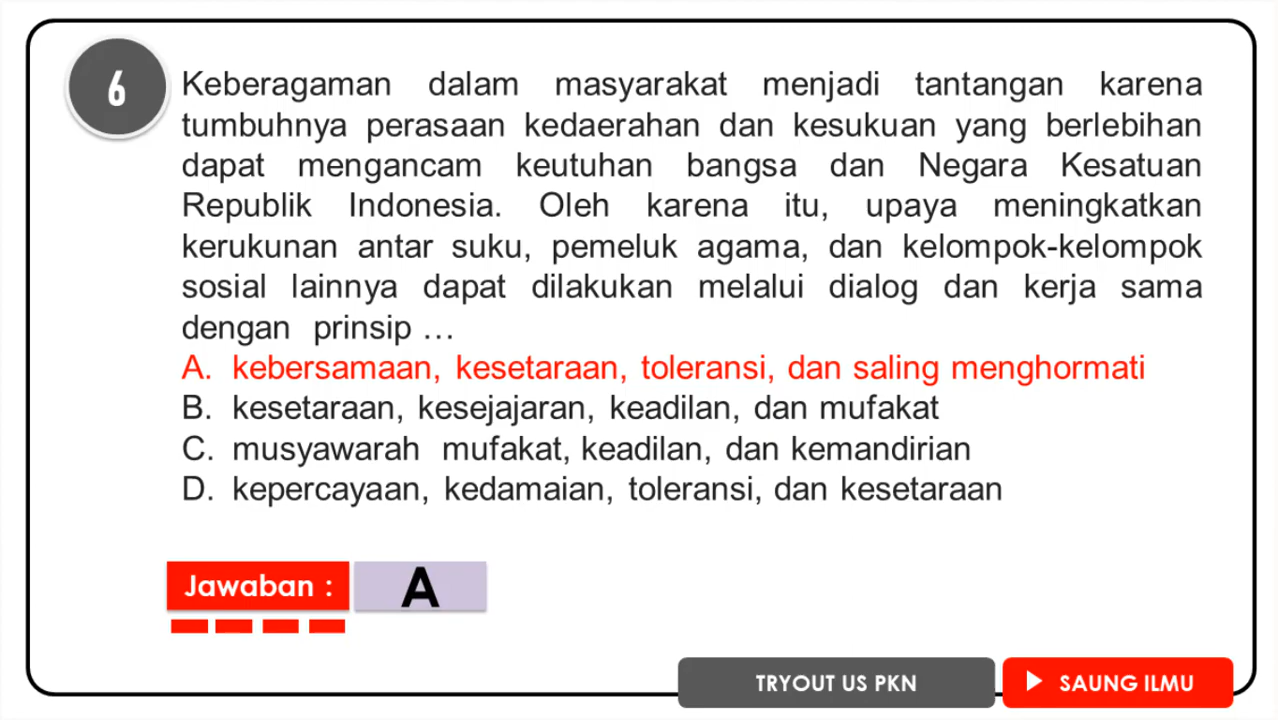 6
Keberagaman dalam masyarakat menjadi tantangan karena
tumbuhnya perasaan kedaerahan dan kesukuan yang berlebihan
dapat mengancam keutuhan bangsa dan Negara Kesatuan
Republik Indonesia. Oleh karena itu, upaya meningkatkan
kerukunan antar suku, pemeluk agama, dan kelompok-kelompok
sosial lainnya dapat dilakukan melalui dialog dan kerja sama
dengan prinsip …
A. kebersamaan, kesetaraan, toleransi, dan saling menghormati
B. kesetaraan, kesejajaran, keadilan, dan mufakat
C. musyawarah mufakat, keadilan, dan kemandirian
D. kepercayaan, kedamaian, toleransi, dan kesetaraan
Jawaban : A
TRYOUT US PKN SAUNG ILMU